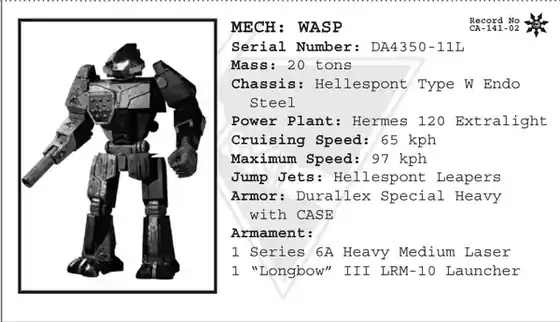 MECH: WASP
Record No
CA-141-02
Serial Number: DA4350-11L
Mass: 20 tons
Chassis: Hellespont Type W Endo
Steel
Power Plant: Hermes 120 Extralight
Cruising Speed: 65 kph
Maximum Speed: 97 kph
Jump Jets: Hellespont Leapers
Armor: Durallex Special Heavy
with CASE
Armament:
1 Series 6A Heavy Medium Laser
1 “Longbow” III LRM-10 Launcher